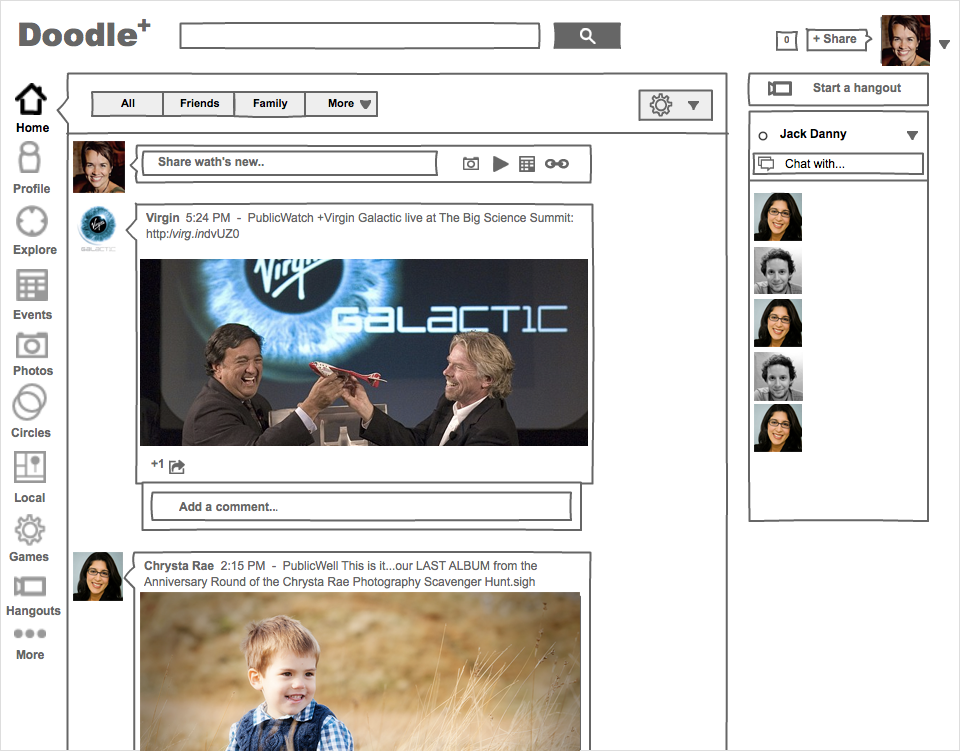 Doodle+
0
+ Share
Start a hangout
Home
Profile
Explore
Events
Photos
Circles
Local
Games
Hangouts
More
All Friends Family More
Share wath's new..
Virgin 5:24 PM - PublicWatch +Virgin Galactic live at The Big Science Summit:
http:/virg.indvUZ0
Virgin
GALACTIC
Virgin
GALACTIC
+1
Add a comment...
Chrysta Rae 2:15 PM - PublicWell This is it...our LAST ALBUM from the
Anniversary Round of the Chrysta Rae Photography Scavenger Hunt.sigh
Jack Danny
Chat with...